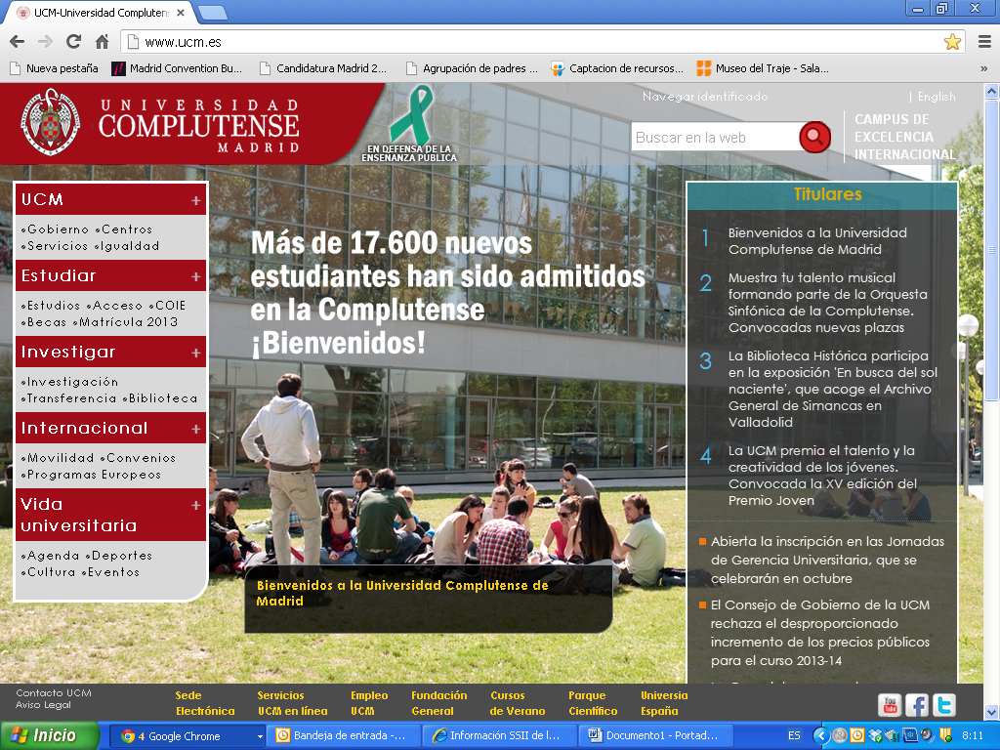 UCM-Universidad Complutens
www.ucm.es
Nueva pestaña
Madrid Convention Bu...
Candidatura Madrid 2...
Agrupación de padres ...
Captacion de recursos...
Museo del Traje - Sala...
»
UNIVERSIDAD
COMPLUTENSE
MADRID
EN DEFENSA DE LA
ENSEÑANZA PÚBLICA
Navegar identificado
| English
Buscar en la web
CAMPUS DE
EXCELENCIA
INTERNACIONAL
UCM +
Gobierno Centros
Servicios Igualdad
Estudiar +
Estudios Acceso COIE
Becas Matrícula 2013
Investigar +
Investigación
Transferencia Biblioteca
Internacional +
Movilidad Convenios
Programas Europeos
Vida +
universitaria
Agenda Deportes
Cultura Eventos
Más de 17.600 nuevos
estudiantes han sido admitidos
en la Complutense
¡Bienvenidos!
Bienvenidos a la Universidad Complutense de
Madrid
Titulares
1 Bienvenidos a la Universidad
Complutense de Madrid
2 Muestra tu talento musical
formando parte de la Orquesta
Sinfónica de la Complutense.
Convocadas nuevas plazas
3 La Biblioteca Histórica participa
en la exposición 'En busca del sol
naciente', que acoge el Archivo
General de Simancas en
Valladolid
4 La UCM premia el talento y la
creatividad de los jóvenes.
Convocada la XV edición del
Premio Joven
Abierta la inscripción en las Jornadas
de Gerencia Universitaria, que se
celebrarán en octubre
El Consejo de Gobierno de la UCM
rechaza el desproporcionado
incremento de los precios públicos
para el curso 2013-14
Contacto UCM
Aviso Legal
Sede
Electrónica
Servicios
UCM en línea
Empleo
UCM
Fundación
General
Cursos
de Verano
Parque
Científico
Universia
España
You
Tube
Inicio
4 Google Chrome
Bandeja de entrada -...
Información SSII de l...
Documento1 - Portad...
ES
8:11